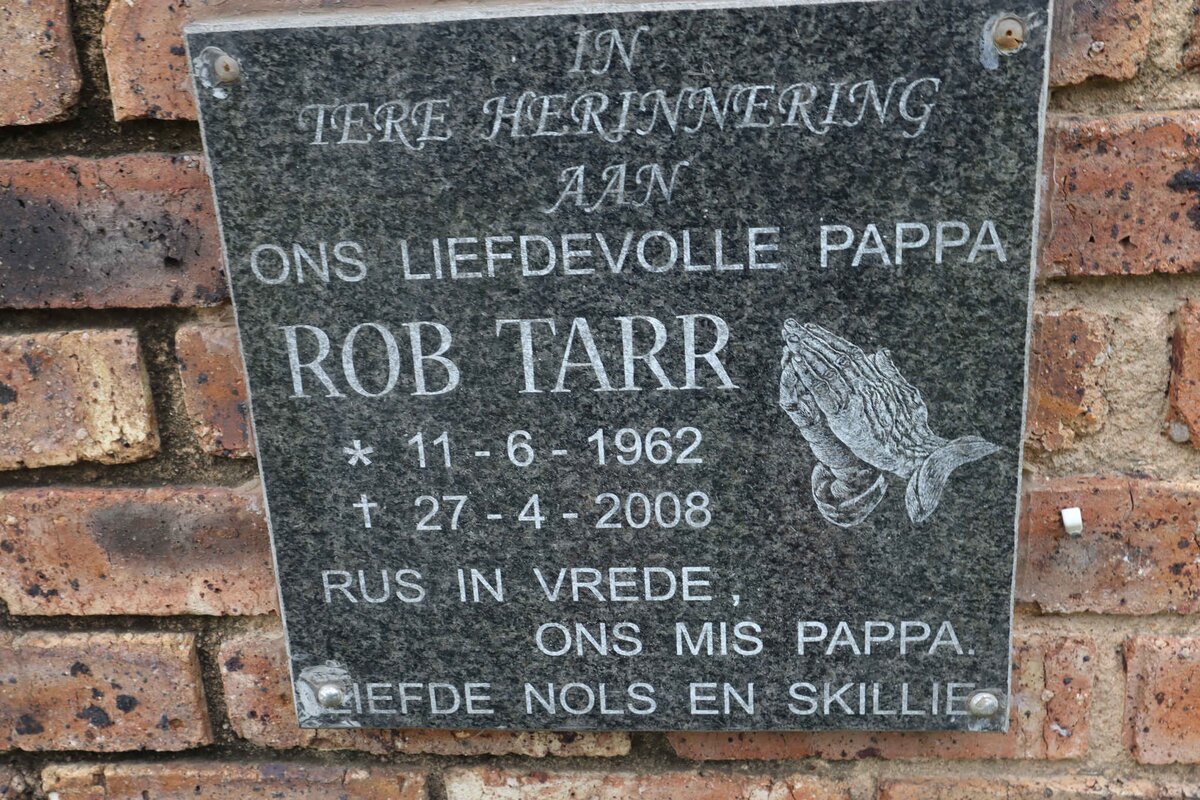 IN
TERE HERINNERING
AAN
ONS LIEFDEVOLLE PAPPA
ROB TARR
* 11 - 6 - 1962
† 27 - 4 - 2008
RUS IN VREDE,
ONS MIS PAPPA.
LIEFDE NOLS EN SKILLIE